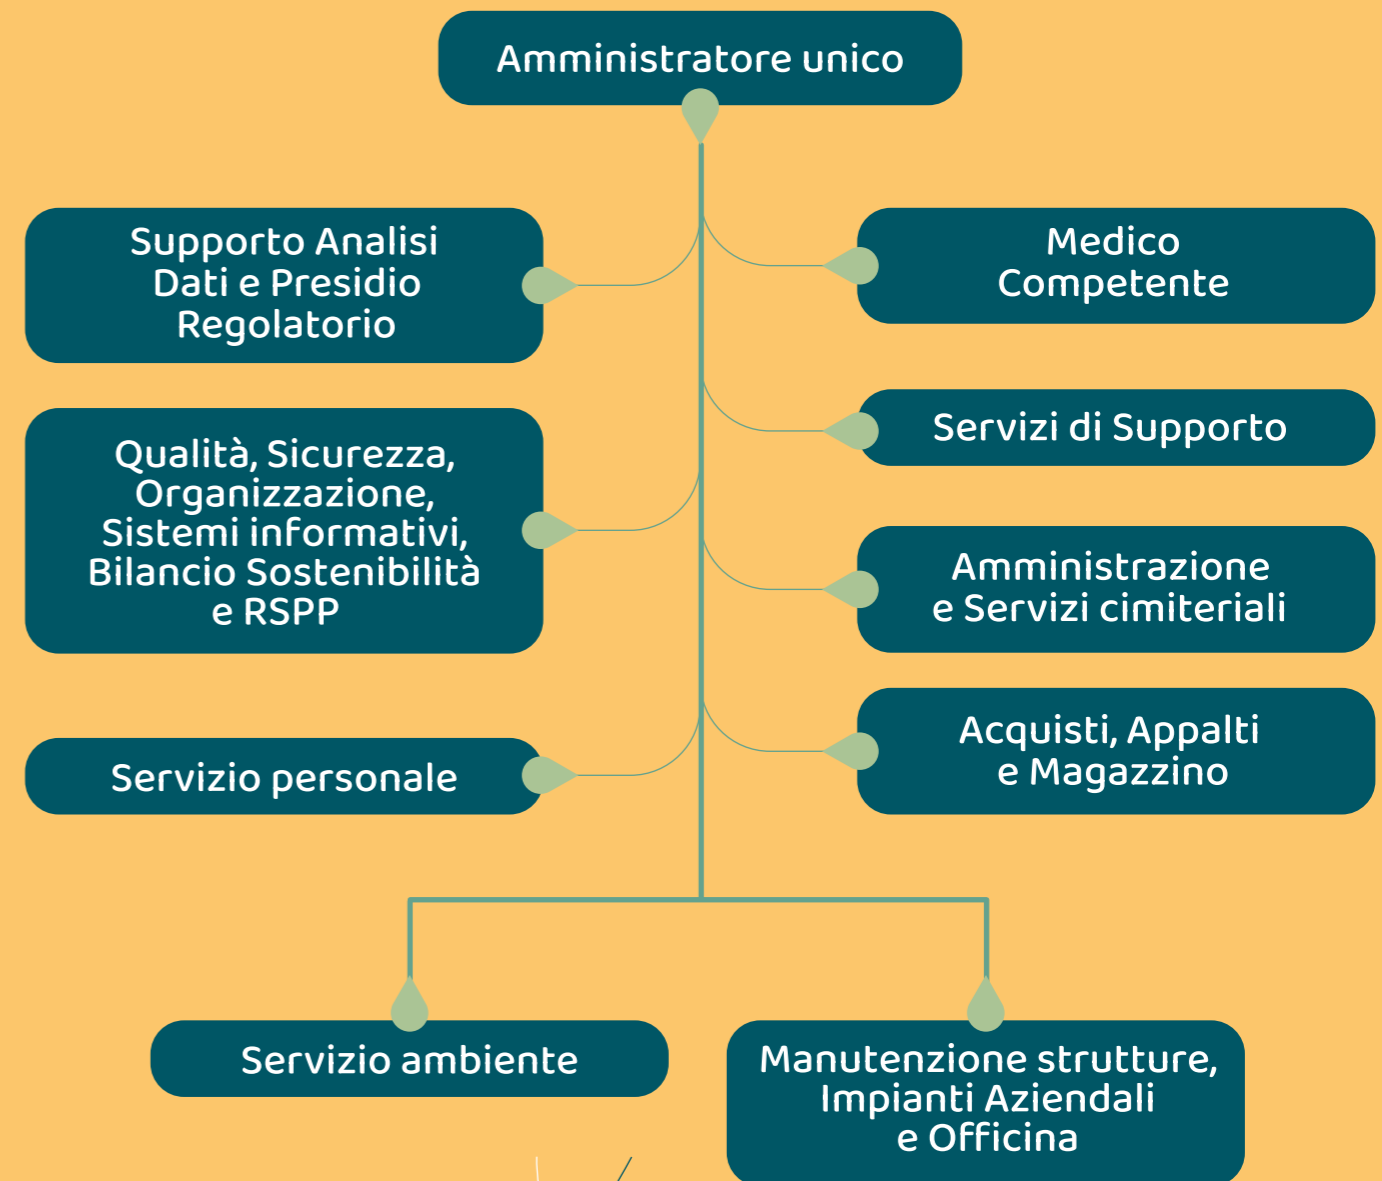 Amministratore unico
Supporto Analisi
Dati e Presidio
Regolatorio
Medico
Competente
Qualità, Sicurezza,
Organizzazione,
Sistemi informativi,
Bilancio Sostenibilità
e RSPP
Servizi di Supporto
Amministrazione
e Servizi cimiteriali
Servizio personale
Acquisti, Appalti
e Magazzino
Servizio ambiente
Manutenzione strutture,
Impianti Aziendali
e Officina